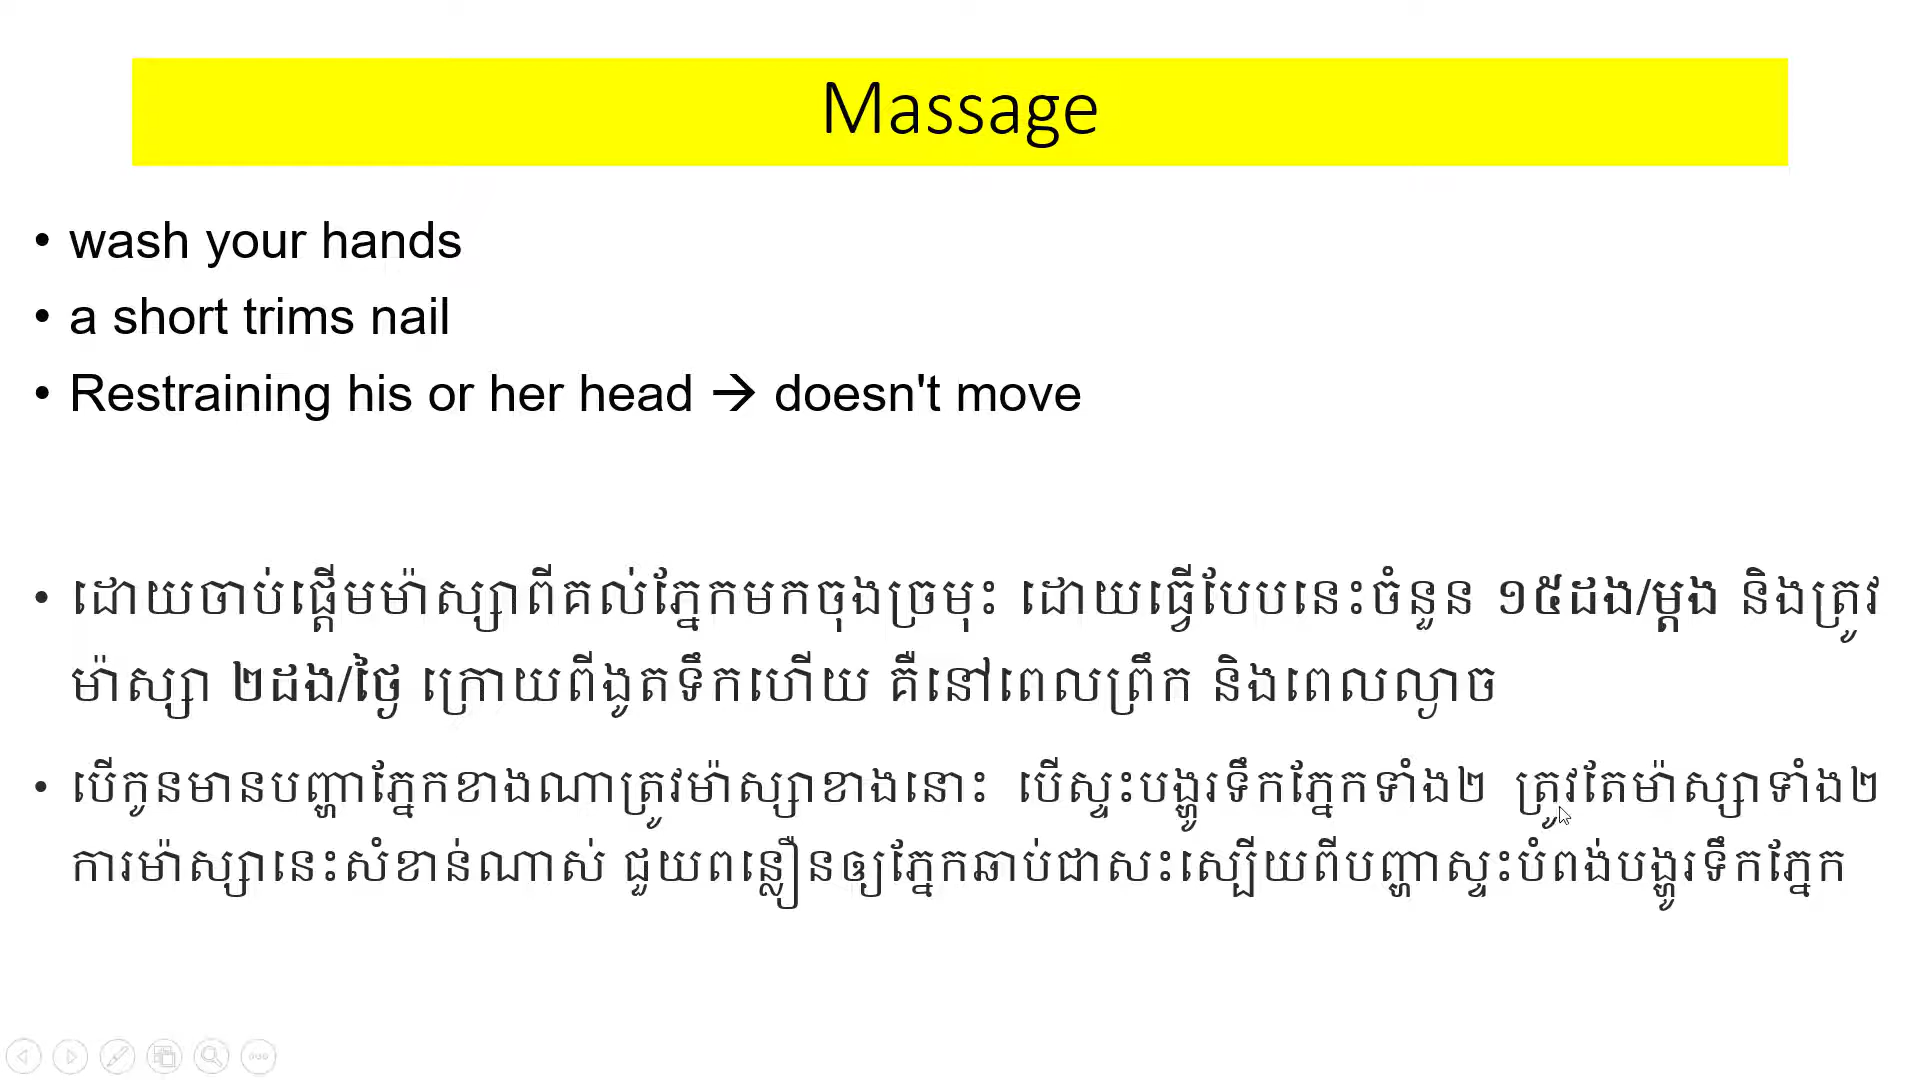 Massage
• wash your hands
• a short trims nail
• Restraining his or her head → doesn't move
• ដោយចាប់ផ្ដើមម៉ាស្សាពីគល់ភ្នែកមកចុងច្រមុះ ដោយធ្វើបែបនេះចំនួន ១៥ដង/ម្ដង និងត្រូវ
ម៉ាស្សា ២ដង/ថ្ងៃ ក្រោយពីងូតទឹកហើយ គឺនៅពេលព្រឹក និងពេលល្ងាច
• បើកូនមានបញ្ហាភ្នែកខាងណាត្រូវម៉ាស្សាខាងនោះ បើស្ទះបង្ហូរទឹកភ្នែកទាំង២ ត្រូវតែម៉ាស្សាទាំង២
ការម៉ាស្សានេះសំខាន់ណាស់ ជួយពន្លឿនឲ្យភ្នែកឆាប់ជាសះស្បើយពីបញ្ហាស្ទះបំពង់បង្ហូរទឹកភ្នែក